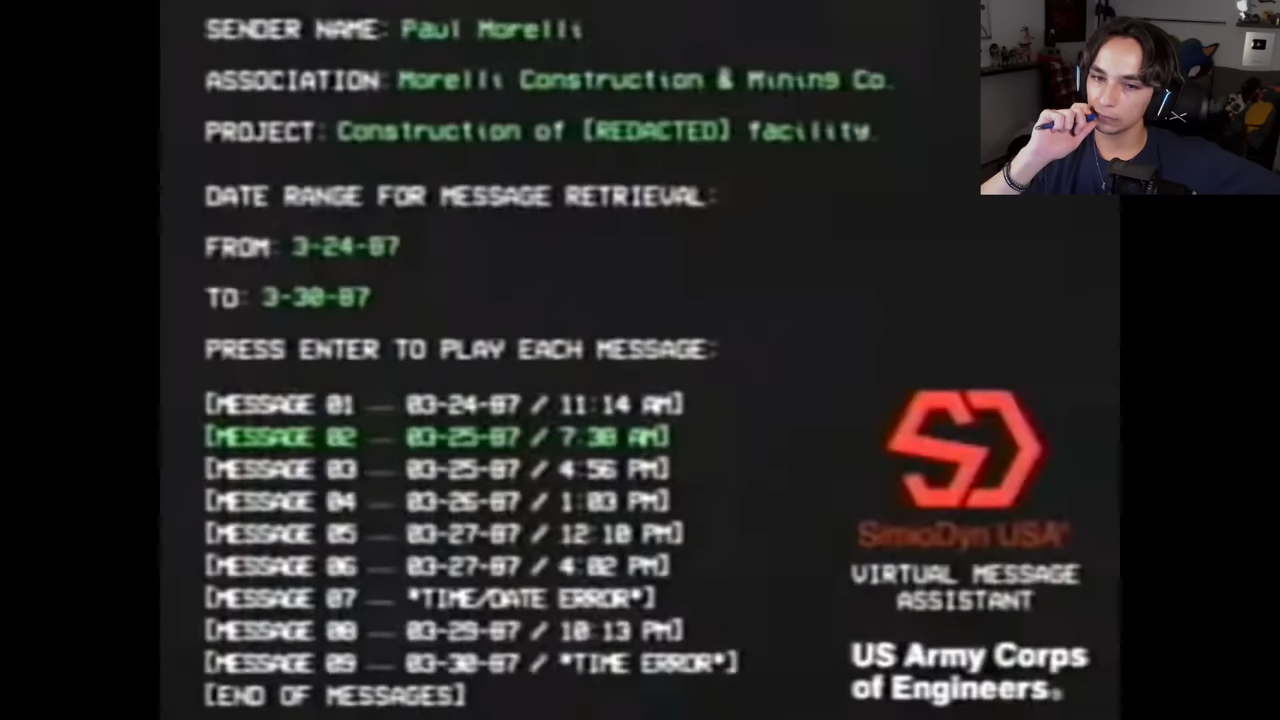 SENDER NAME: Paul Morelli
ASSOCIATION: Morelli Construction & Mining Co.
PROJECT: Construction of [REDACTED] facility.
DATE RANGE FOR MESSAGE RETRIEVAL:
FROM: 3-24-87
TO: 3-30-87
PRESS ENTER TO PLAY EACH MESSAGE:
[MESSAGE 01 — 03-24-87 / 11:14 AM]
[MESSAGE 02 — 03-25-87 / 7:30 AM]
[MESSAGE 03 — 03-25-87 / 4:56 PM]
[MESSAGE 04 — 03-26-87 / 1:03 PM]
[MESSAGE 05 — 03-27-87 / 12:10 PM]
[MESSAGE 06 — 03-27-87 / 4:02 PM]
[MESSAGE 07 — *TIME/DATE ERROR*]
[MESSAGE 08 — 03-29-87 / 10:13 PM]
[MESSAGE 09 — 03-30-87 / *TIME ERROR*]
[END OF MESSAGES]
SD
SimoDyn USA
VIRTUAL MESSAGE
ASSISTANT
US Army Corps
of Engineers®